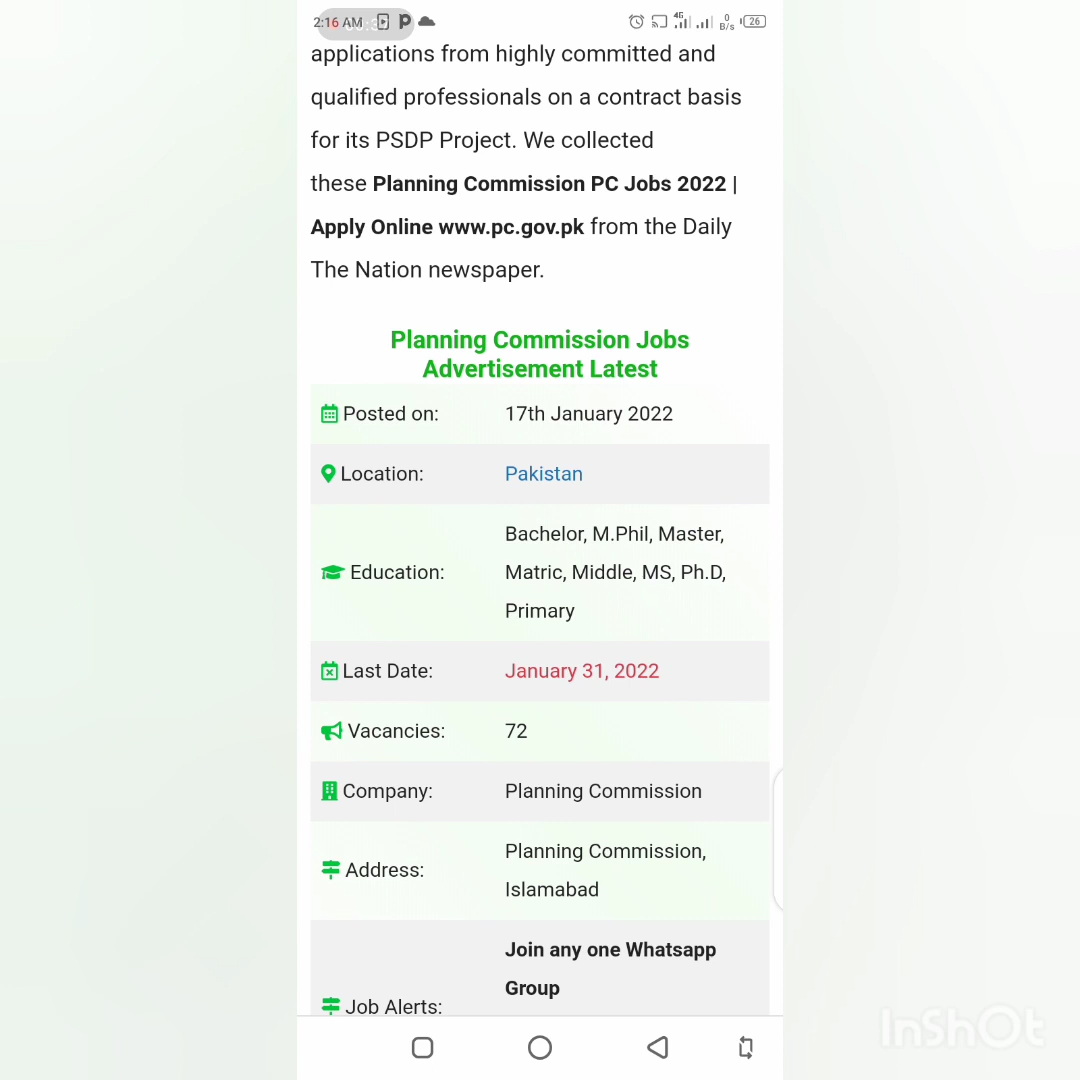 2:16 AM
4G
0
B/s
26
applications from highly committed and
qualified professionals on a contract basis
for its PSDP Project. We collected
these Planning Commission PC Jobs 2022 |
Apply Online www.pc.gov.pk from the Daily
The Nation newspaper.
Planning Commission Jobs
Advertisement Latest
Posted on: 17th January 2022
Location: Pakistan
Education: Bachelor, M.Phil, Master,
Matric, Middle, MS, Ph.D,
Primary
Last Date: January 31, 2022
Vacancies: 72
Company: Planning Commission
Address: Planning Commission,
Islamabad
Job Alerts: Join any one Whatsapp
Group
InShOt